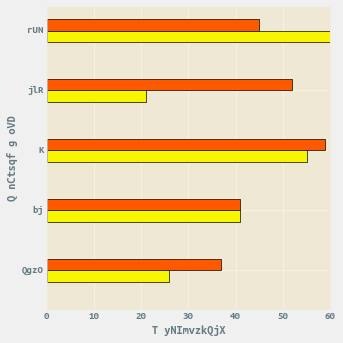 rUN
jlR
K
bj
QgzO
Q nCtsqf g oVD
0 10 20 30 40 50 60
T yNImvzkQjX